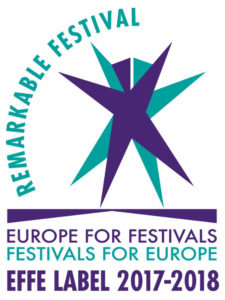 REMARKABLE FESTIVAL
EUROPE FOR FESTIVALS
FESTIVALS FOR EUROPE
EFFE LABEL 2017-2018